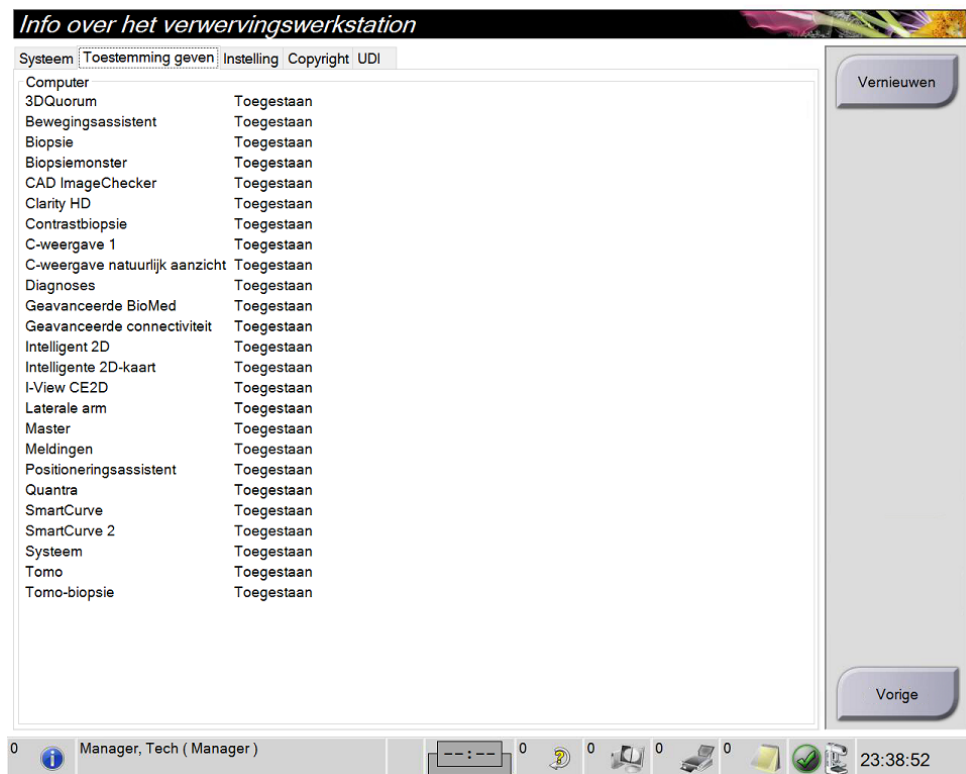 Info over het verwervingswerkstation
Systeem Toestemming geven Instelling Copyright UDI
Computer
3DQuorum Toegestaan
Bewegingsassistent Toegestaan
Biopsie Toegestaan
Biopsiemonster Toegestaan
CAD ImageChecker Toegestaan
Clarity HD Toegestaan
Contrastbiopsie Toegestaan
C-weergave 1 Toegestaan
C-weergave natuurlijk aanzicht Toegestaan
Diagnoses Toegestaan
Geavanceerde BioMed Toegestaan
Geavanceerde connectiviteit Toegestaan
Intelligent 2D Toegestaan
Intelligente 2D-kaart Toegestaan
I-View CE2D Toegestaan
Laterale arm Toegestaan
Master Toegestaan
Meldingen Toegestaan
Positioneringsassistent Toegestaan
Quantra Toegestaan
SmartCurve Toegestaan
SmartCurve 2 Toegestaan
Systeem Toegestaan
Tomo Toegestaan
Tomo-biopsie Toegestaan
Vernieuwen
Vorige
0 Manager, Tech ( Manager ) --:-- 0 0 0 0 23:38:52